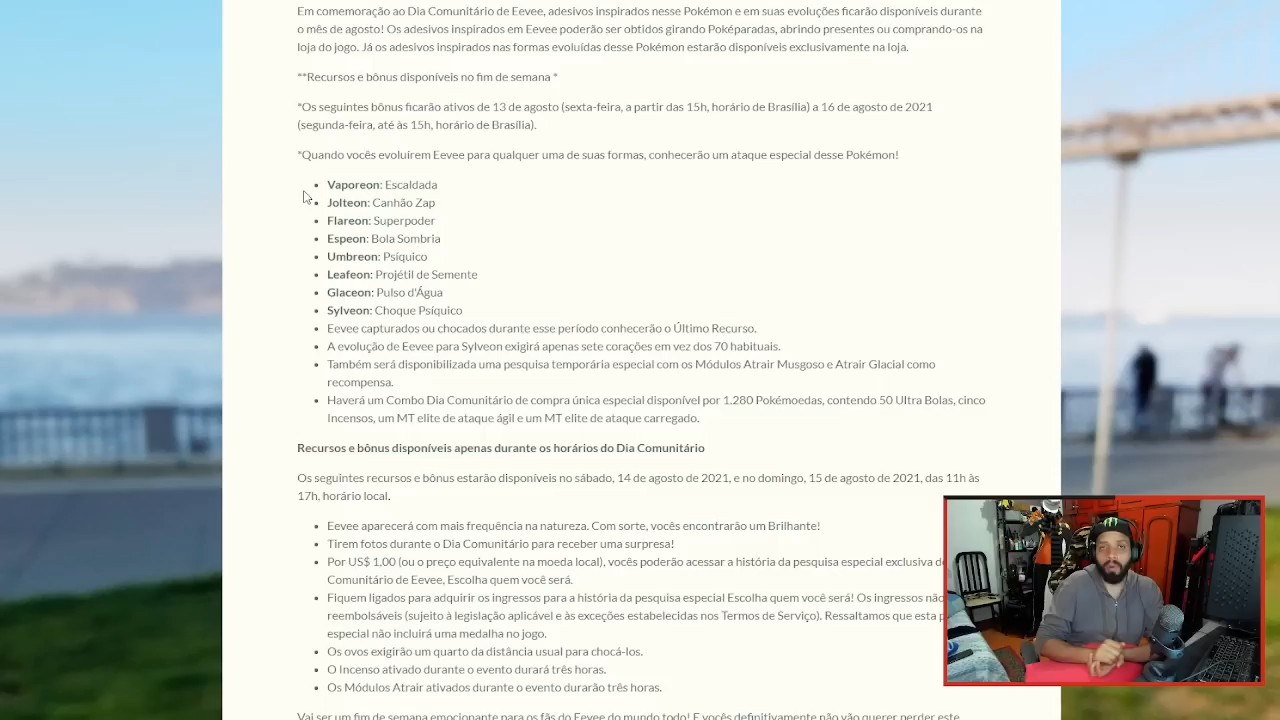 Em comemoração ao Dia Comunitário de Eevee, adesivos inspirados nesse Pokémon e em suas evoluções ficarão disponíveis durante
o mês de agosto! Os adesivos inspirados em Eevee poderão ser obtidos girando Poképaradas, abrindo presentes ou comprando-os na
loja do jogo. Já os adesivos inspirados nas formas evoluídas desse Pokémon estarão disponíveis exclusivamente na loja.
**Recursos e bônus disponíveis no fim de semana *
*Os seguintes bônus ficarão ativos de 13 de agosto (sexta-feira, a partir das 15h, horário de Brasília) a 16 de agosto de 2021
(segunda-feira, até às 15h, horário de Brasília).
*Quando vocês evoluírem Eevee para qualquer uma de suas formas, conhecerão um ataque especial desse Pokémon!
• Vaporeon: Escaldada
• Jolteon: Canhão Zap
• Flareon: Superpoder
• Espeon: Bola Sombria
• Umbreon: Psíquico
• Leafeon: Projétil de Semente
• Glaceon: Pulso d'Água
• Sylveon: Choque Psíquico
• Eevee capturados ou chocados durante esse período conhecerão o Último Recurso.
• A evolução de Eevee para Sylveon exigirá apenas sete corações em vez dos 70 habituais.
• Também será disponibilizada uma pesquisa temporária especial com os Módulos Atrair Musgoso e Atrair Glacial como
recompensa.
• Haverá um Combo Dia Comunitário de compra única especial disponível por 1.280 Pokémoedas, contendo 50 Ultra Bolas, cinco
Incensos, um MT elite de ataque ágil e um MT elite de ataque carregado.
Recursos e bônus disponíveis apenas durante os horários do Dia Comunitário
Os seguintes recursos e bônus estarão disponíveis no sábado, 14 de agosto de 2021, e no domingo, 15 de agosto de 2021, das 11h às
17h, horário local.
• Eevee aparecerá com mais frequência na natureza. Com sorte, vocês encontrarão um Brilhante!
• Tirem fotos durante o Dia Comunitário para receber uma surpresa!
• Por US$ 1,00 (ou o preço equivalente na moeda local), vocês poderão acessar a história da pesquisa especial exclusiva
Comunitário de Eevee, Escolha quem você será.
• Fiquem ligados para adquirir os ingressos para a história da pesquisa especial Escolha quem você será! Os ingressos
reembolsáveis (sujeito à legislação aplicável e às exceções estabelecidas nos Termos de Serviço). Ressaltamos que esta
especial não incluirá uma medalha no jogo.
• Os ovos exigirão um quarto da distância usual para chocá-los.
• O Incenso ativado durante o evento durará três horas.
• Os Módulos Atrair ativados durante o evento durarão três horas.
Vai ser um fim de semana emocionante para os fãs do Eevee do mundo todo! E vocês definitivamente não vão querer perder este